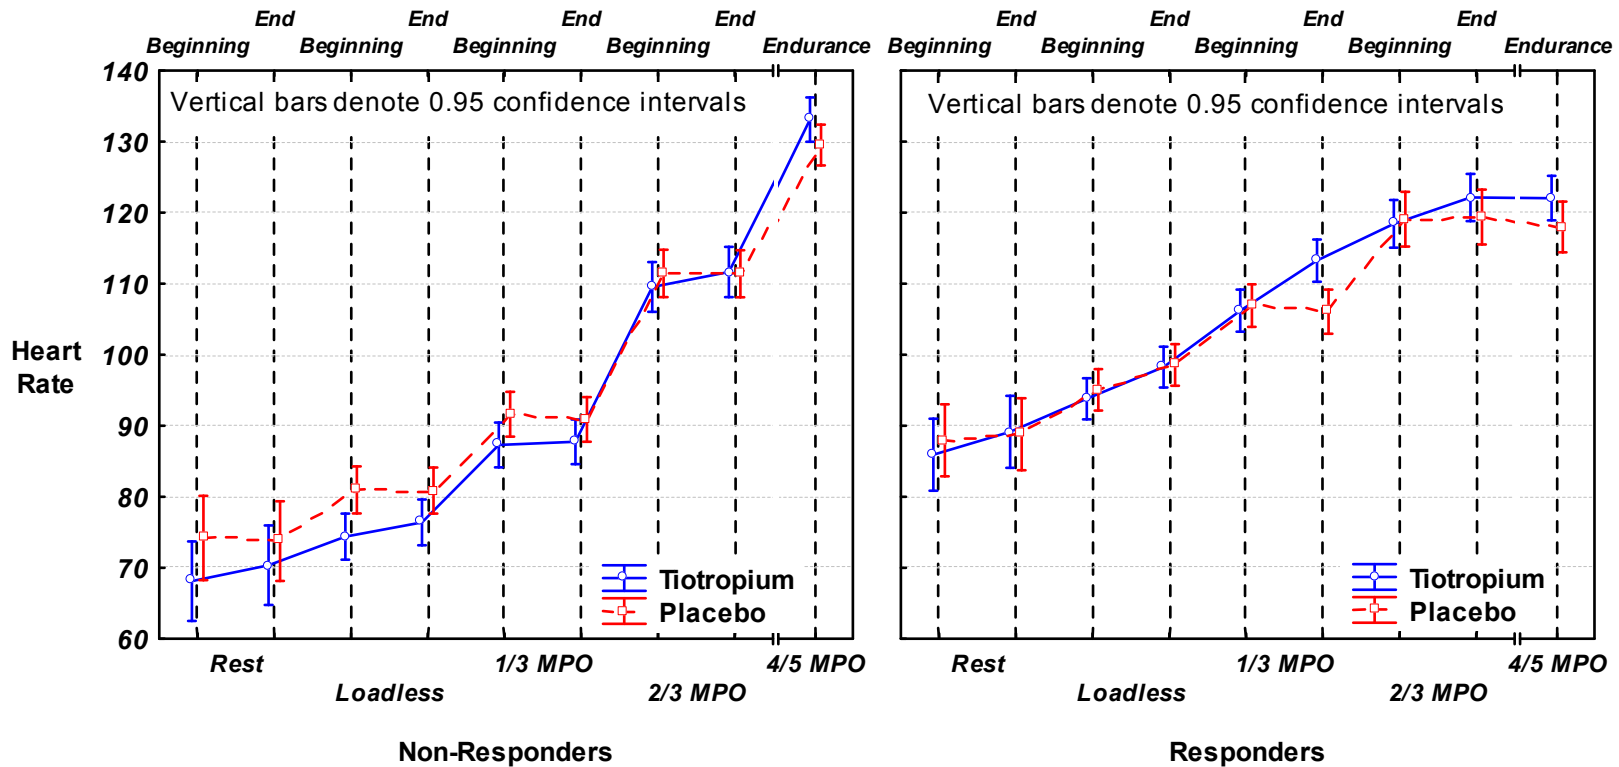 End End End End End End End End
Beginning Beginning Beginning Beginning Endurance Beginning Beginning Beginning Beginning Endurance
140
Vertical bars denote 0.95 confidence intervals
Vertical bars denote 0.95 confidence intervals
130
120
110
100
Heart
Rate
90
80
70
60
Tiotropium
Placebo
Tiotropium
Placebo
Rest 1/3 MPO 4/5 MPO Rest 1/3 MPO 4/5 MPO
Loadless 2/3 MPO Loadless 2/3 MPO
Non-Responders Responders